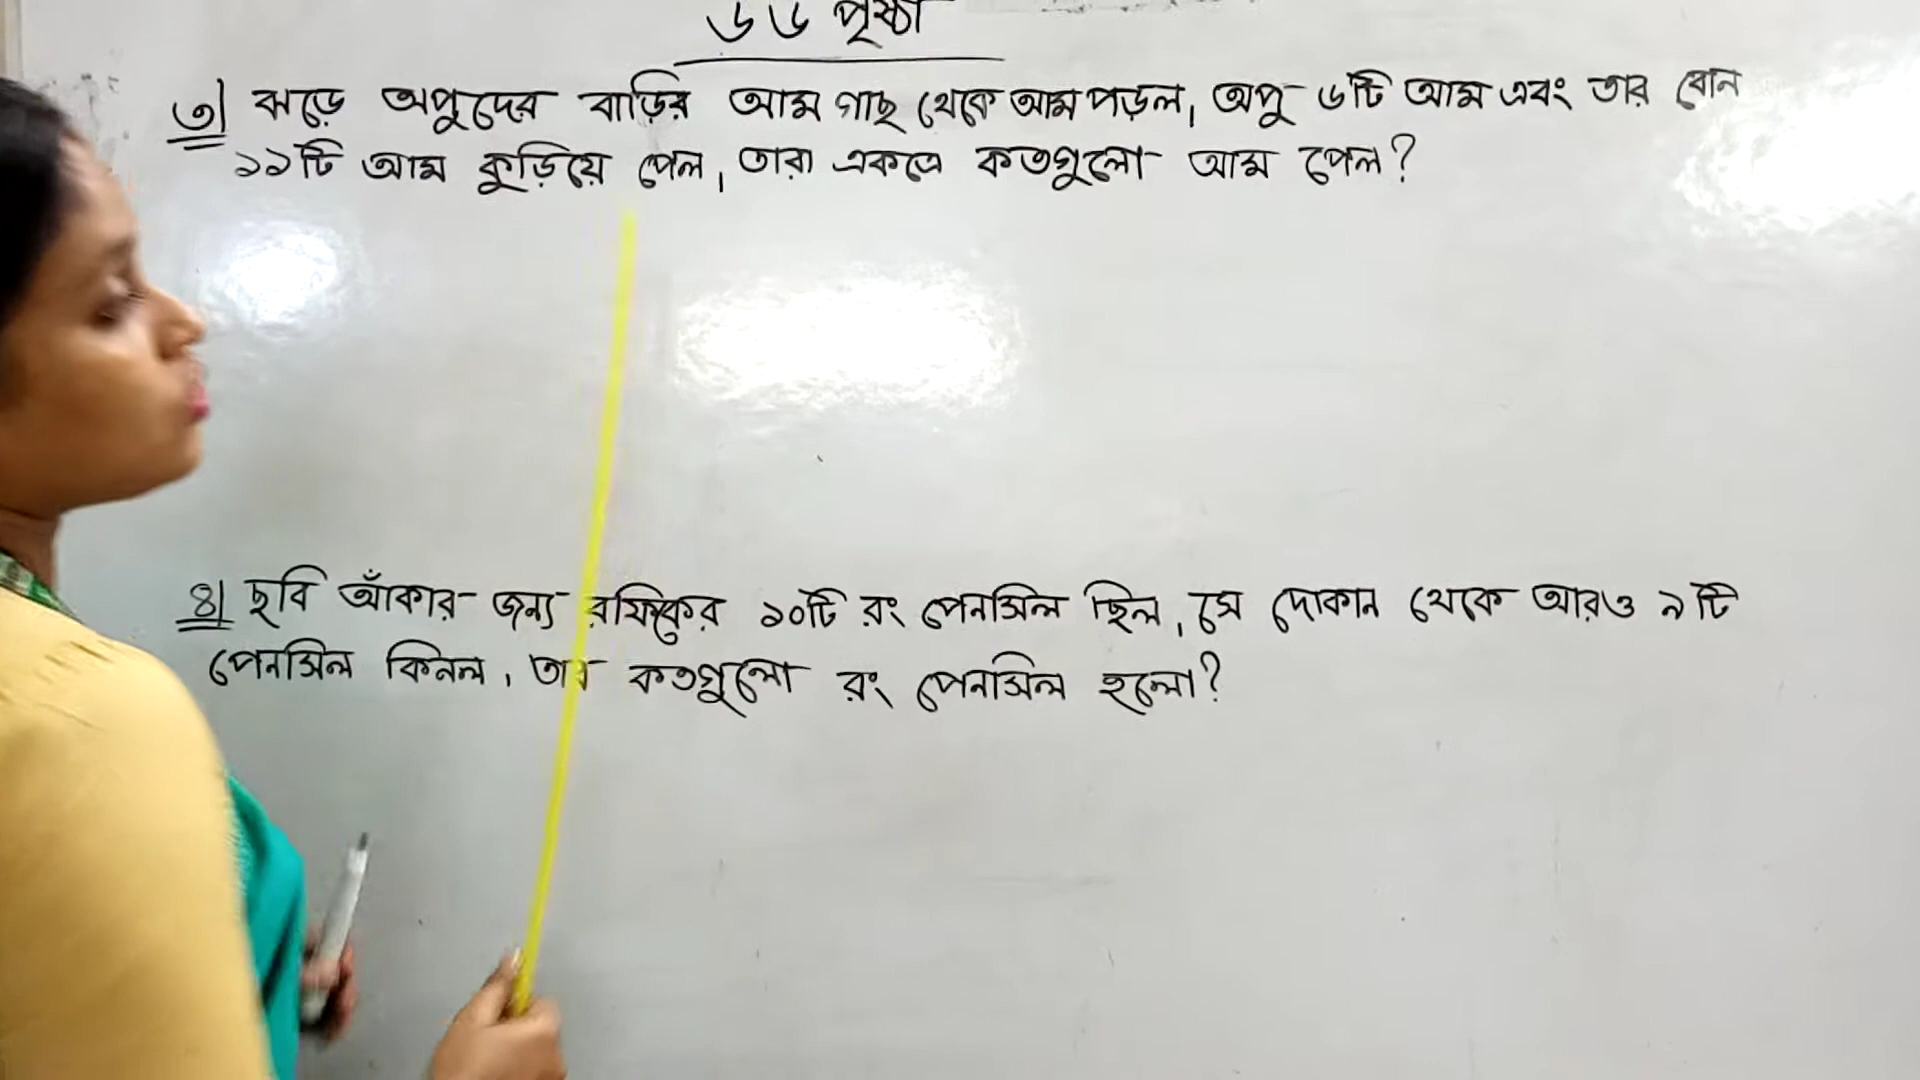 ৬৬ পৃষ্ঠা
৩| ঝড়ে অপুদের বাড়ির আম গাছ থেকে আম পড়ল, অপু ৬টি আম এবং তার বোন
১১টি আম কুড়িয়ে পেল, তারা একত্রে কতগুলো আম পেল?
৪| ছবি আঁকার জন্য রফিকের ১০টি রং পেনসিল ছিল, সে দোকান থেকে আরও ৯টি
পেনসিল কিনল, তার কতগুলো রং পেনসিল হলো?